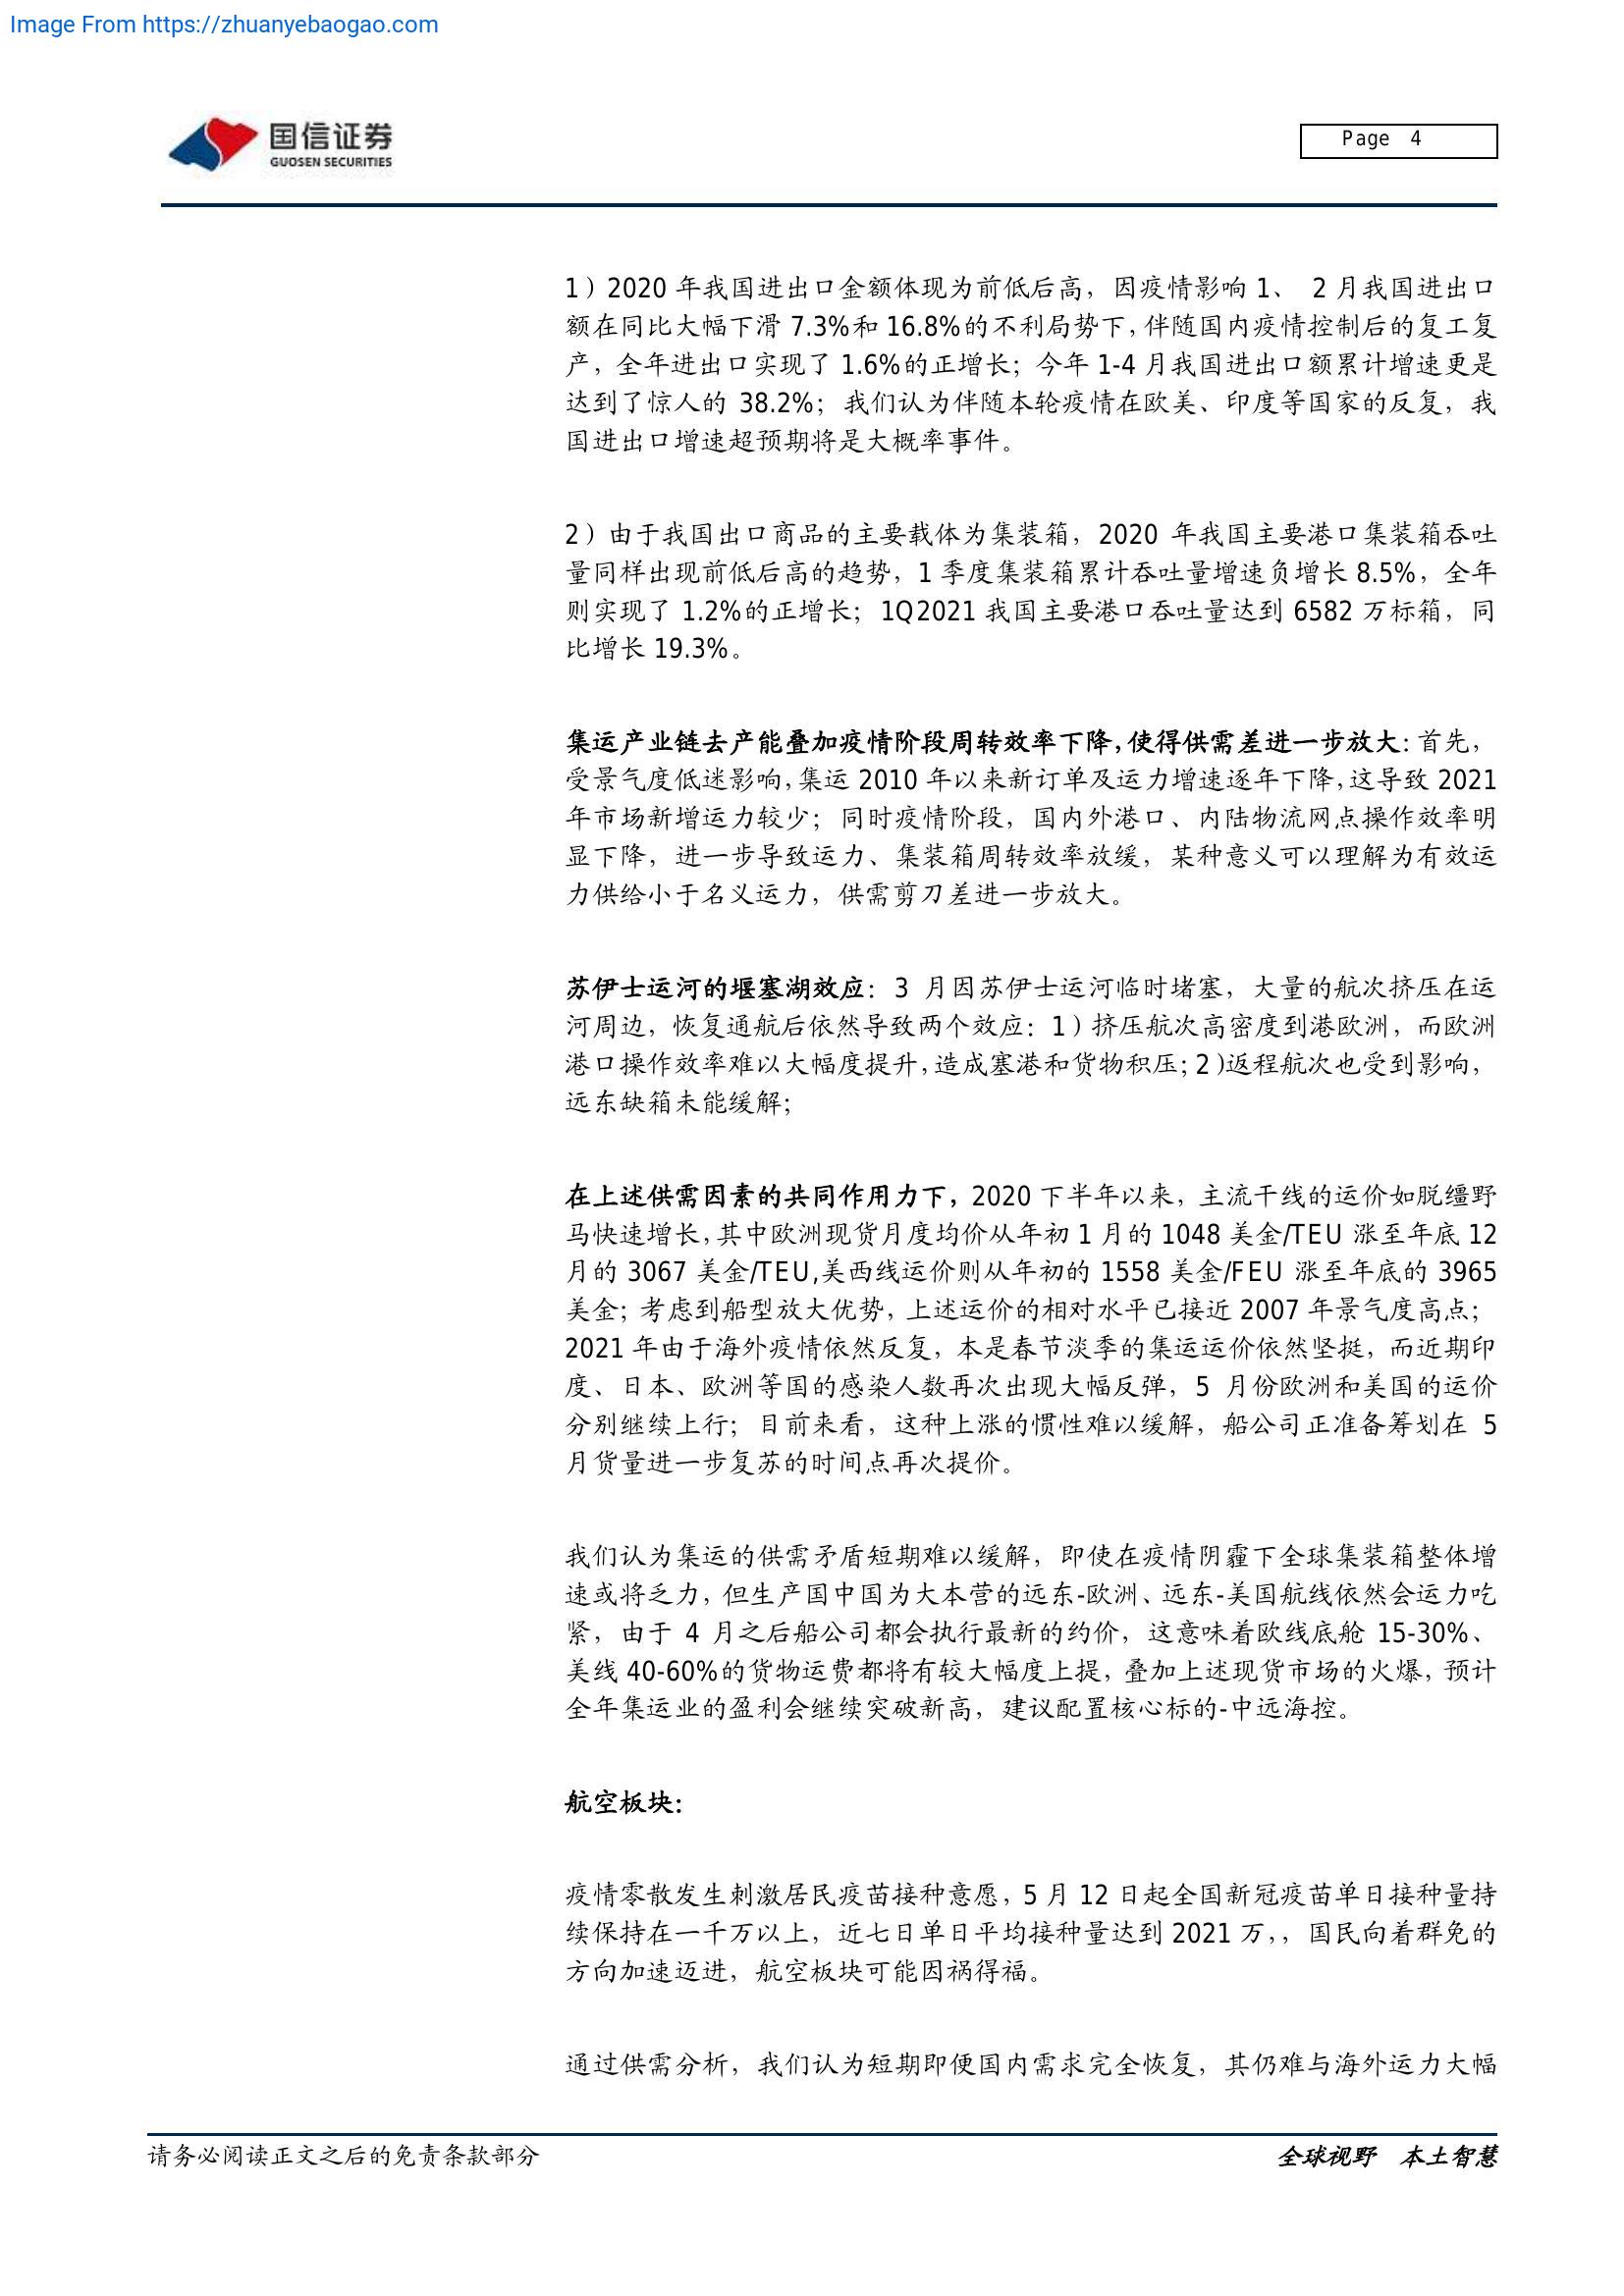 Image From https://zhuanyebaogao.com
国信证券
GUOSEN SECURITIES
Page 4
1）2020 年我国进出口金额体现为前低后高，因疫情影响 1、 2 月我国进出口
额在同比大幅下滑 7.3%和 16.8%的不利局势下，伴随国内疫情控制后的复工复
产，全年进出口实现了 1.6%的正增长；今年 1-4 月我国进出口额累计增速更是
达到了惊人的 38.2%；我们认为伴随本轮疫情在欧美、印度等国家的反复，我
国进出口增速超预期将是大概率事件。
2）由于我国出口商品的主要载体为集装箱，2020 年我国主要港口集装箱吞吐
量同样出现前低后高的趋势，1 季度集装箱累计吞吐量增速负增长 8.5%，全年
则实现了 1.2%的正增长；1Q2021 我国主要港口吞吐量达到 6582 万标箱，同
比增长 19.3%。
集运产业链去产能叠加疫情阶段周转效率下降，使得供需差进一步放大：首先，
受景气度低迷影响，集运 2010 年以来新订单及运力增速逐年下降，这导致 2021
年市场新增运力较少；同时疫情阶段，国内外港口、内陆物流网点操作效率明
显下降，进一步导致运力、集装箱周转效率放缓，某种意义可以理解为有效运
力供给小于名义运力，供需剪刀差进一步放大。
苏伊士运河的堰塞湖效应：3 月因苏伊士运河临时堵塞，大量的航次挤压在运
河周边，恢复通航后依然导致两个效应：1）挤压航次高密度到港欧洲，而欧洲
港口操作效率难以大幅度提升，造成塞港和货物积压；2）返程航次也受到影响，
远东缺箱未能缓解；
在上述供需因素的共同作用力下，2020 下半年以来，主流干线的运价如脱缰野
马快速增长，其中欧洲现货月度均价从年初 1 月的 1048 美金/TEU 涨至年底 12
月的 3067 美金/TEU,美西线运价则从年初的 1558 美金/FEU 涨至年底的 3965
美金；考虑到船型放大优势，上述运价的相对水平已接近 2007 年景气度高点；
2021 年由于海外疫情依然反复，本是春节淡季的集运运价依然坚挺，而近期印
度、日本、欧洲等国的感染人数再次出现大幅反弹，5 月份欧洲和美国的运价
分别继续上行；目前来看，这种上涨的惯性难以缓解，船公司正准备筹划在 5
月货量进一步复苏的时间点再次提价。
我们认为集运的供需矛盾短期难以缓解，即使在疫情阴霾下全球集装箱整体增
速或将乏力，但生产国中国为大本营的远东-欧洲、远东-美国航线依然会运力吃
紧，由于 4 月之后船公司都会执行最新的约价，这意味着欧线底舱 15-30%、
美线 40-60%的货物运费都将有较大幅度上提，叠加上述现货市场的火爆，预计
全年集运业的盈利会继续突破新高，建议配置核心标的-中远海控。
航空板块：
疫情零散发生刺激居民疫苗接种意愿，5 月 12 日起全国新冠疫苗单日接种量持
续保持在一千万以上，近七日单日平均接种量达到 2021 万，，国民向着群免的
方向加速迈进，航空板块可能因祸得福。
通过供需分析，我们认为短期即便国内需求完全恢复，其仍难与海外运力大幅
请务必阅读正文之后的免责条款部分
全球视野 本土智慧